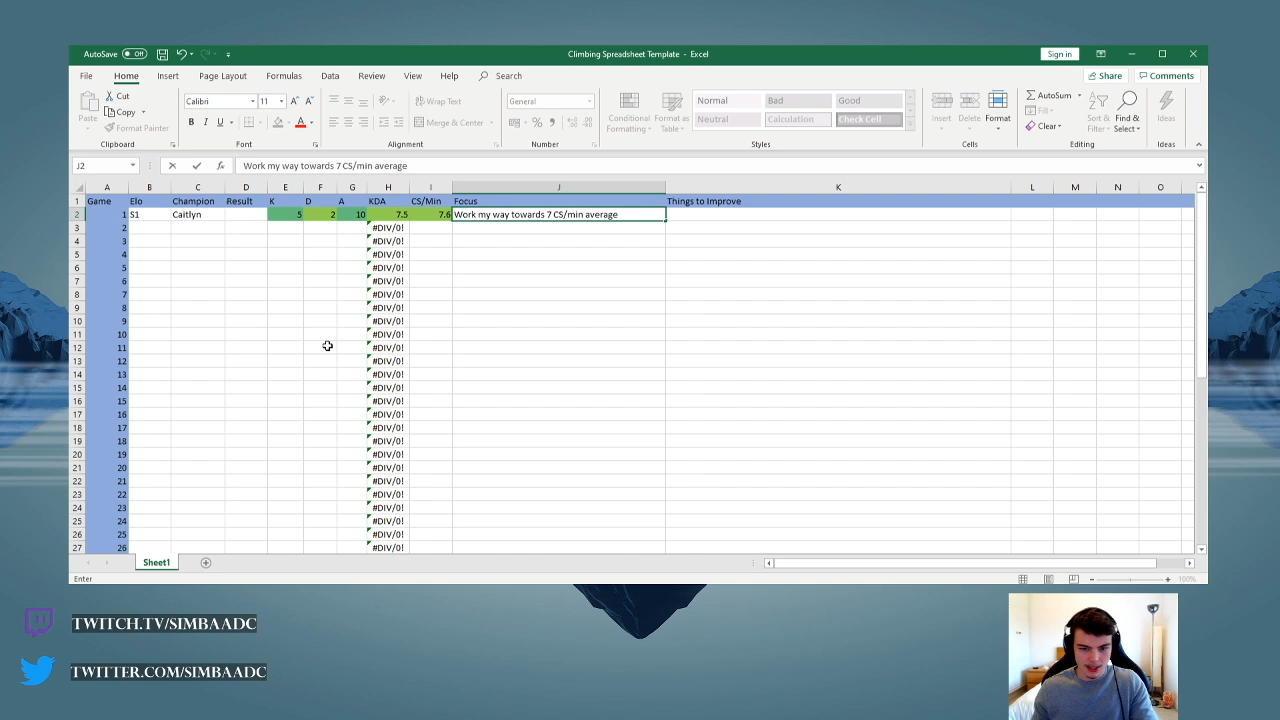 AutoSave Off Climbing Spreadsheet Template - Excel Sign in
File Home Insert Page Layout Formulas Data Review View Help Search Share Comments
Paste Cut Calibri 11 Wrap Text General Normal Bad Good AutoSum
Copy Fill
Format Painter Merge & Center Conditional Formatting Format as Table Neutral Calculation Check Cell Insert Delete Format Clear Sort & Filter Find & Select Ideas
Clipboard Font Alignment Number Styles Cells Editing Ideas
J2 Work my way towards 7 CS/min average
A B C D E F G H I J K L M N O
1 Game Elo Champion Result K D A KDA CS/Min Focus Things to Improve
2 1 S1 Caitlyn 5 2 10 7.5 7.6 Work my way towards 7 CS/min average
3 2 #DIV/0!
4 3 #DIV/0!
5 4 #DIV/0!
6 5 #DIV/0!
7 6 #DIV/0!
8 7 #DIV/0!
9 8 #DIV/0!
10 9 #DIV/0!
11 10 #DIV/0!
12 11 #DIV/0!
13 12 #DIV/0!
14 13 #DIV/0!
15 14 #DIV/0!
16 15 #DIV/0!
17 16 #DIV/0!
18 17 #DIV/0!
19 18 #DIV/0!
20 19 #DIV/0!
21 20 #DIV/0!
22 21 #DIV/0!
23 22 #DIV/0!
24 23 #DIV/0!
25 24 #DIV/0!
26 25 #DIV/0!
27 26 #DIV/0!
Sheet1
Enter 100%
TWITCH.TV/SIMBAADC
TWITTER.COM/SIMBAADC